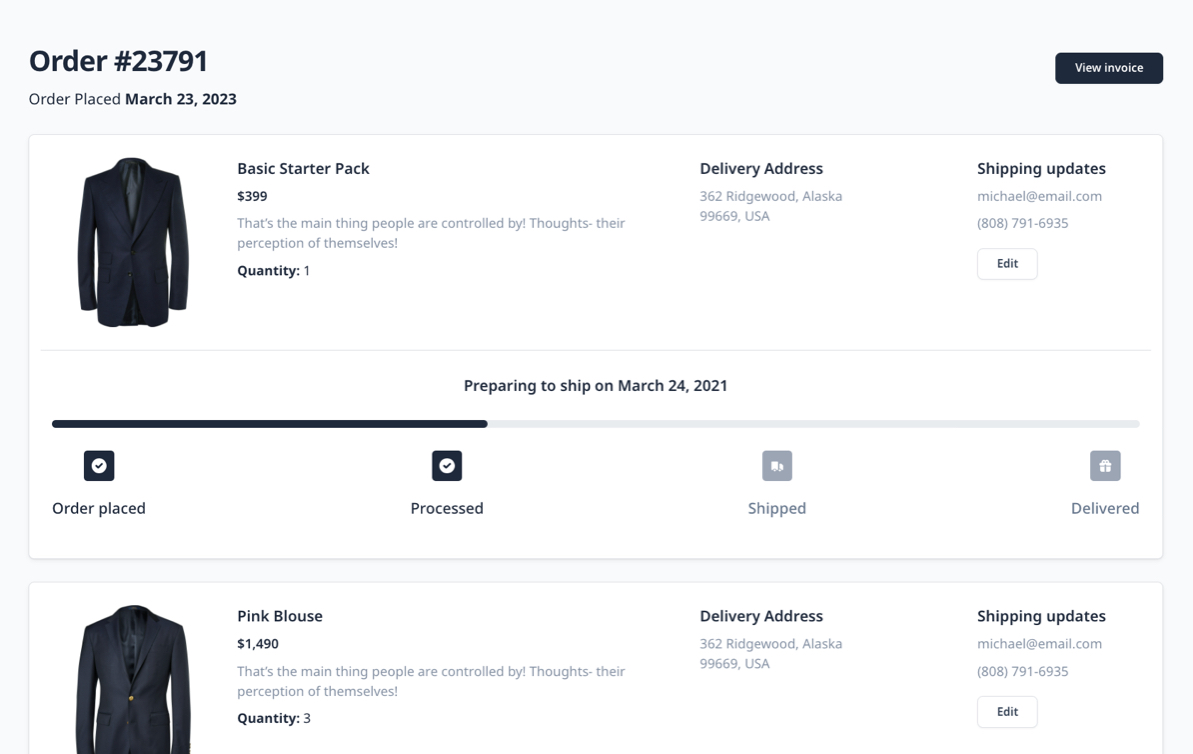 Order #23791
View invoice
Order Placed March 23, 2023
Basic Starter Pack
$399
That's the main thing people are controlled by! Thoughts- their
perception of themselves!
Quantity: 1
Delivery Address
362 Ridgewood, Alaska
99669, USA
Shipping updates
michael@email.com
(808) 791-6935
Edit
Preparing to ship on March 24, 2021
Order placed
Processed
Shipped
Delivered
Pink Blouse
$1,490
That's the main thing people are controlled by! Thoughts- their
perception of themselves!
Quantity: 3
Delivery Address
362 Ridgewood, Alaska
99669, USA
Shipping updates
michael@email.com
(808) 791-6935
Edit